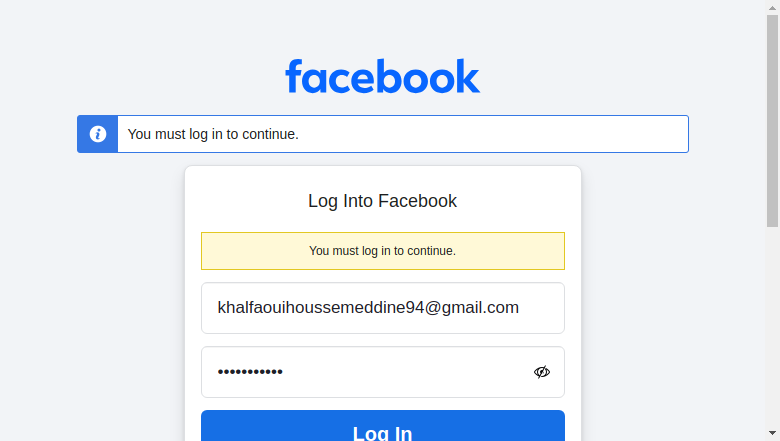 facebook
You must log in to continue.
Log Into Facebook
You must log in to continue.
khalfaouihoussemeddine94@gmail.com
•••••••••••
Log In